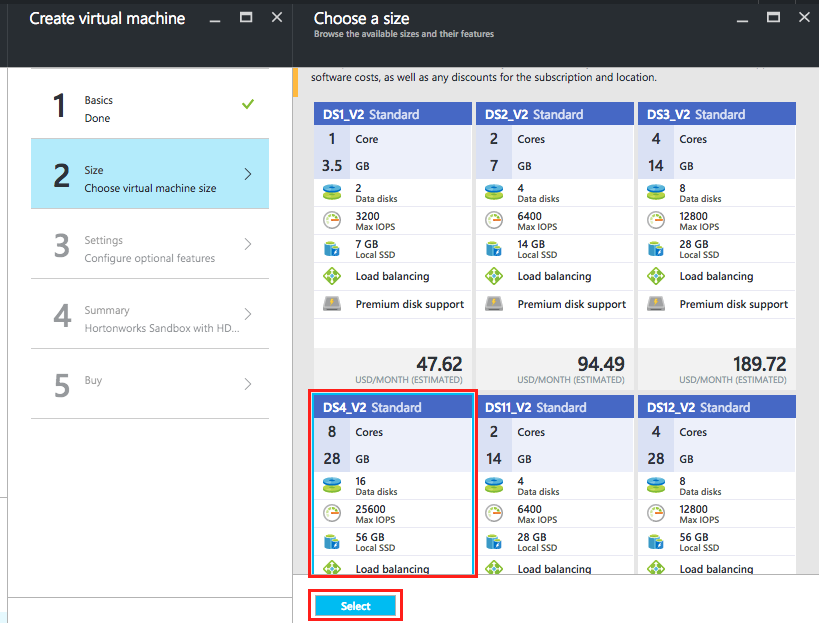 Create virtual machine
1
Basics
Done
2
Size
Choose virtual machine size
3
Settings
Configure optional features
4
Summary
Hortonworks Sandbox with HD...
5
Buy
Choose a size
Browse the available sizes and their features
software costs, as well as any discounts for the subscription and location.
DS1_V2 Standard
1 Core
3.5 GB
2
Data disks
3200
Max IOPS
7 GB
Local SSD
Load balancing
Premium disk support
47.62
USD/MONTH (ESTIMATED)
DS2_V2 Standard
2 Cores
7 GB
4
Data disks
6400
Max IOPS
14 GB
Local SSD
Load balancing
Premium disk support
94.49
USD/MONTH (ESTIMATED)
DS3_V2 Standard
4 Cores
14 GB
8
Data disks
12800
Max IOPS
28 GB
Local SSD
Load balancing
Premium disk support
189.72
USD/MONTH (ESTIMATED)
DS4_V2 Standard
8 Cores
28 GB
16
Data disks
25600
Max IOPS
56 GB
Local SSD
Load balancing
DS11_V2 Standard
2 Cores
14 GB
4
Data disks
6400
Max IOPS
28 GB
Local SSD
Load balancing
DS12_V2 Standard
4 Cores
28 GB
8
Data disks
12800
Max IOPS
56 GB
Local SSD
Load balancing
Select